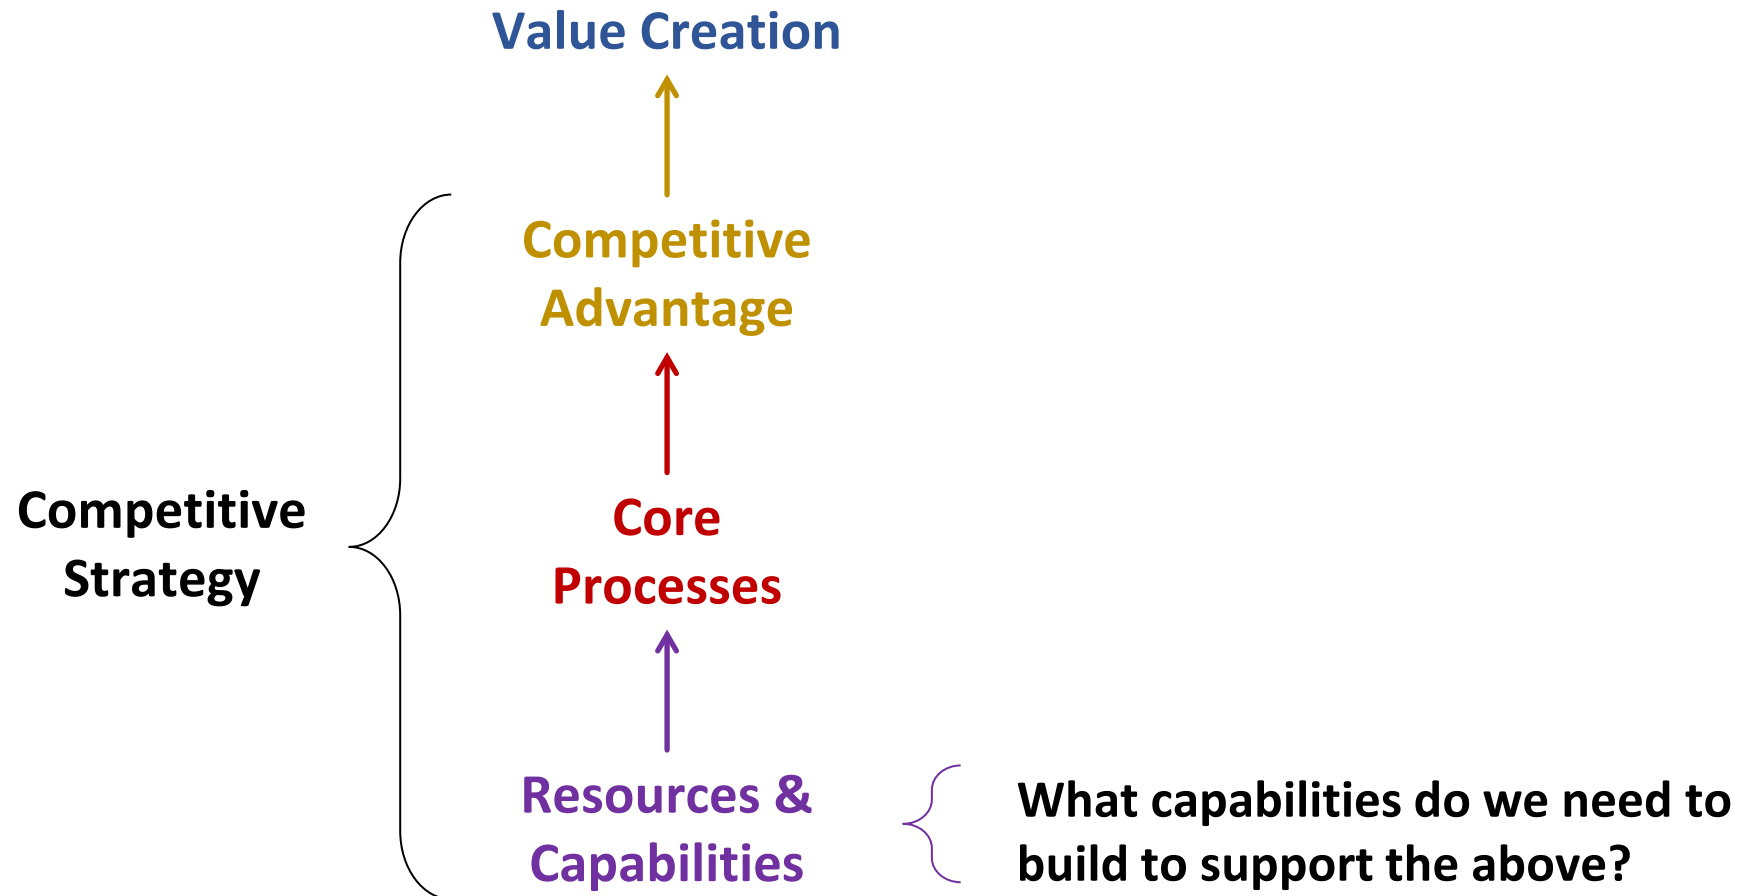 Value Creation
Competitive
Advantage
Competitive
Strategy
Core
Processes
Resources &
Capabilities
What capabilities do we need to
build to support the above?